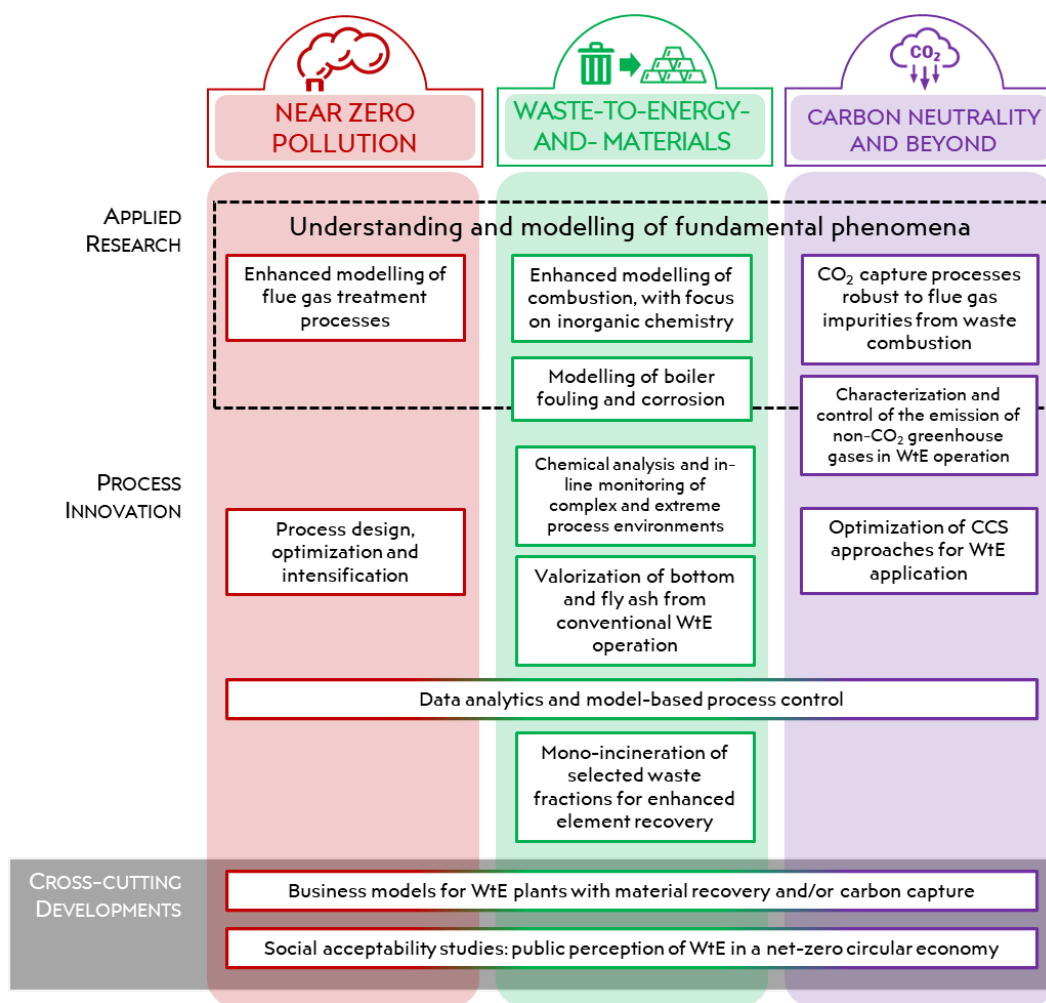 CO₂
NEAR ZERO
POLLUTION
WASTE-TO-ENERGY-
AND- MATERIALS
CARBON NEUTRALITY
AND BEYOND
APPLIED
RESEARCH
Understanding and modelling of fundamental phenomena
Enhanced modelling of
flue gas treatment
processes
Enhanced modelling of
combustion, with focus
on inorganic chemistry
CO₂ capture processes
robust to flue gas
impurities from waste
combustion
Modelling of boiler
fouling and corrosion
Characterization and
control of the emission of
non-CO₂ greenhouse
gases in WtE operation
PROCESS
INNOVATION
Chemical analysis and in-
line monitoring of
complex and extreme
process environments
Process design,
optimization and
intensification
Optimization of CCS
approaches for WtE
application
Valorization of bottom
and fly ash from
conventional WtE
operation
Data analytics and model-based process control
Mono-incineration of
selected waste
fractions for enhanced
element recovery
CROSS-CUTTING
DEVELOPMENTS
Business models for WtE plants with material recovery and/or carbon capture
Social acceptability studies: public perception of WtE in a net-zero circular economy